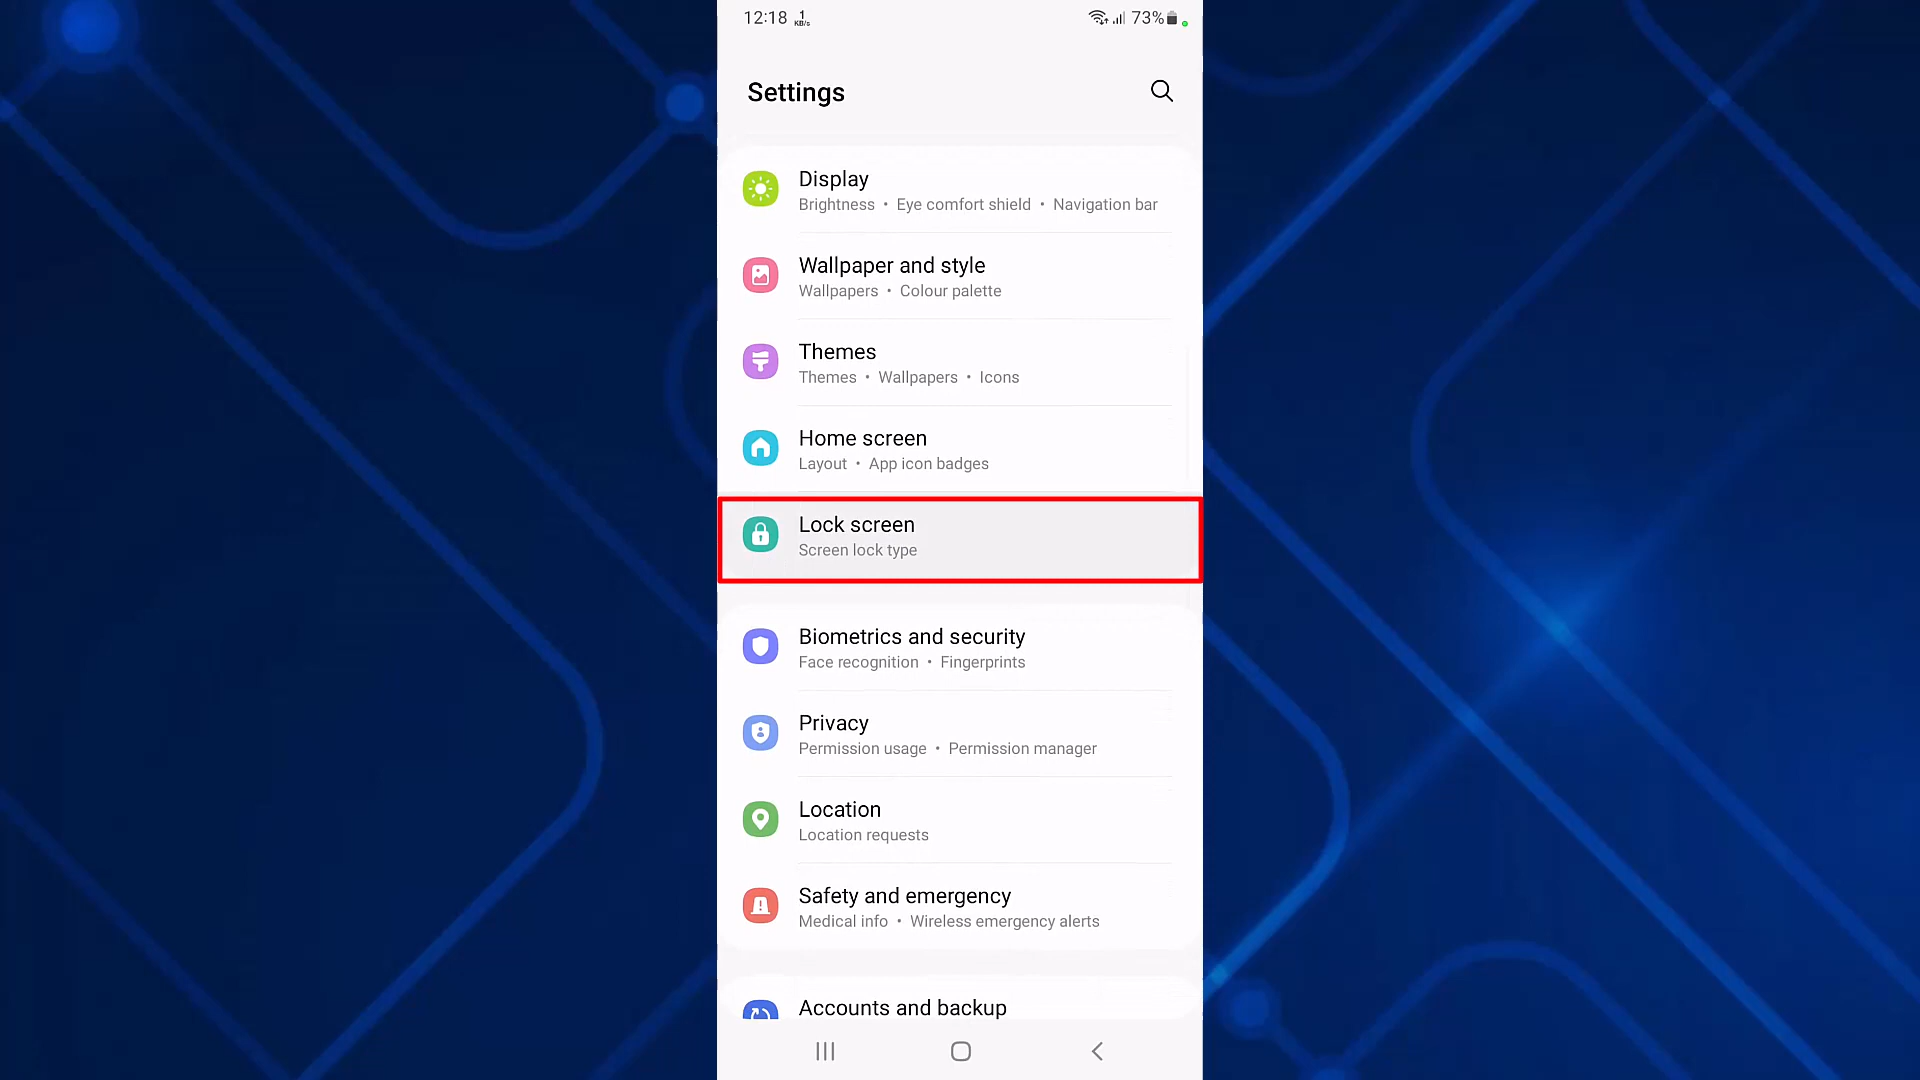 12:18 1 KB/s 73%
Settings
Display
Brightness • Eye comfort shield • Navigation bar
Wallpaper and style
Wallpapers • Colour palette
Themes
Themes • Wallpapers • Icons
Home screen
Layout • App icon badges
Lock screen
Screen lock type
Biometrics and security
Face recognition • Fingerprints
Privacy
Permission usage • Permission manager
Location
Location requests
Safety and emergency
Medical info • Wireless emergency alerts
Accounts and backup